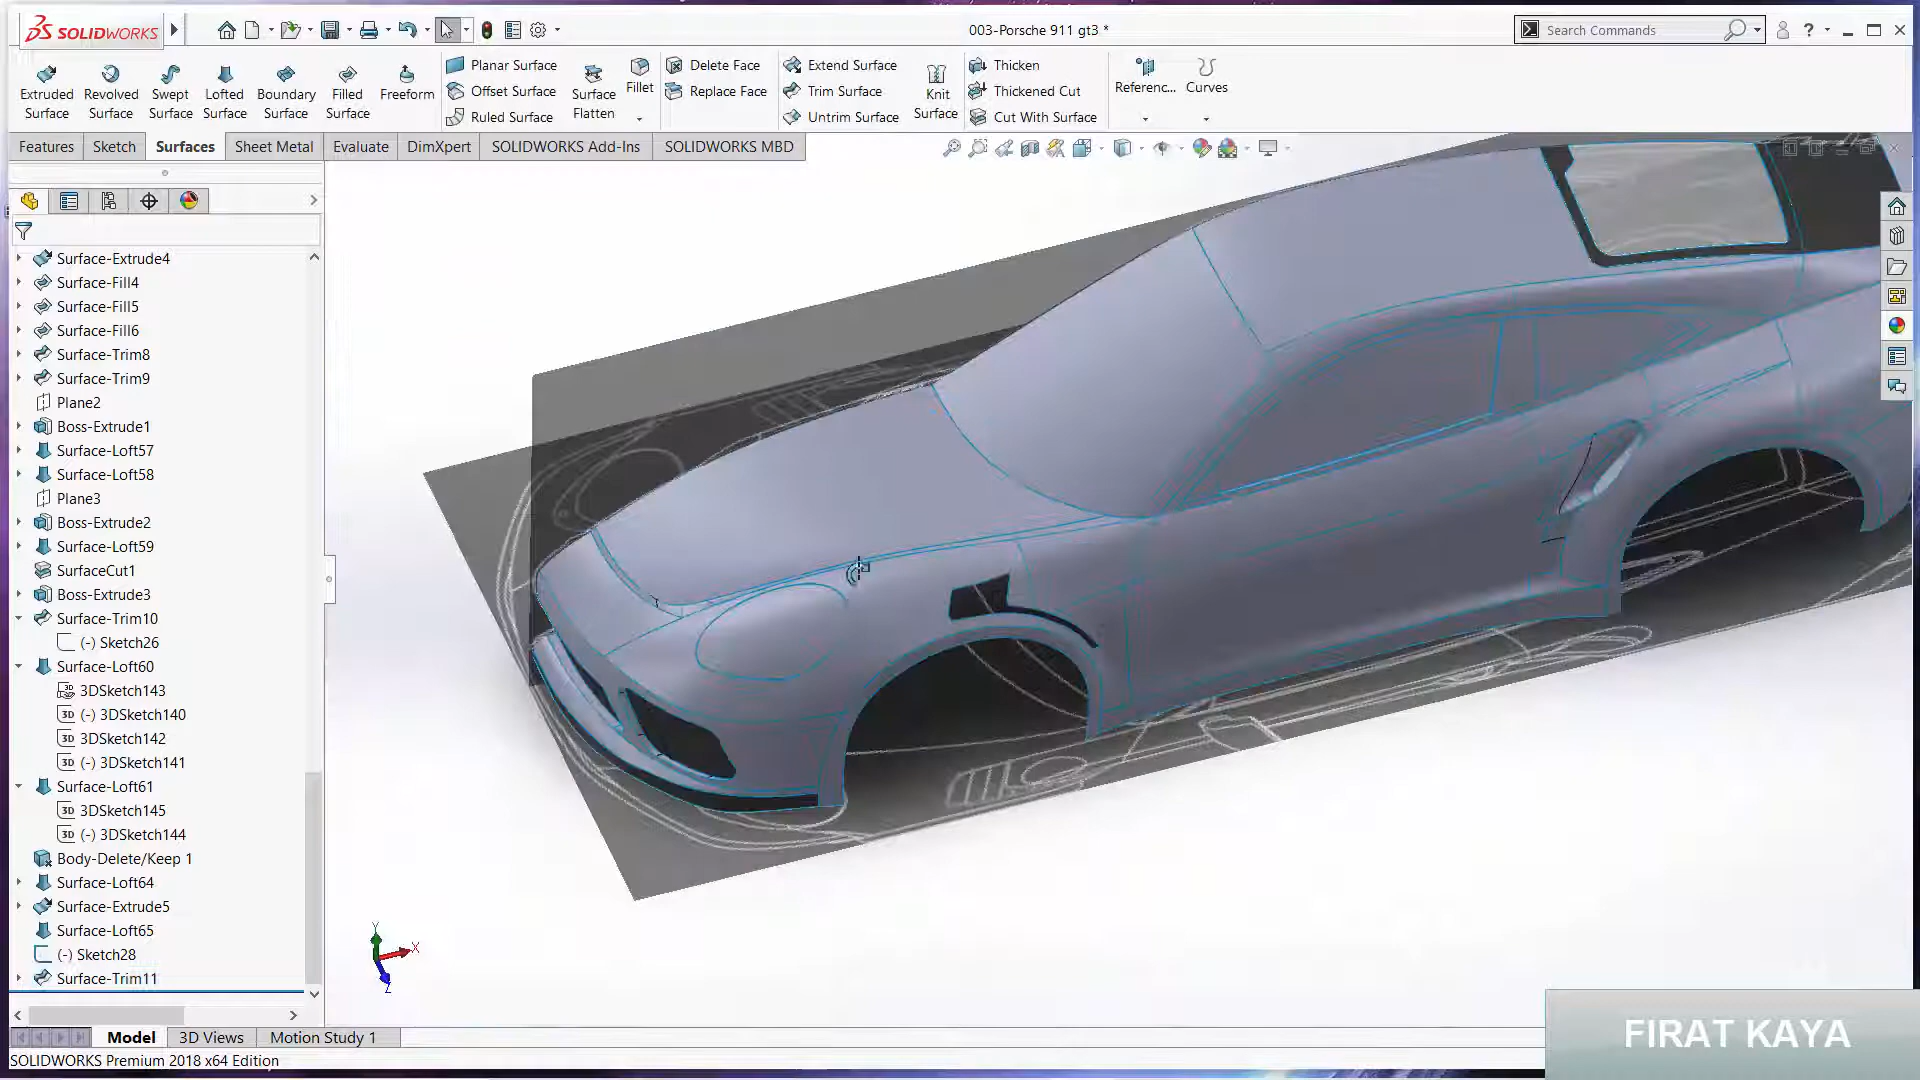 SOLIDWORKS
003-Porsche 911 gt3 *
Search Commands
?
Extruded Surface
Revolved Surface
Swept Surface
Lofted Surface
Boundary Surface
Filled Surface
Freeform
Planar Surface
Offset Surface
Ruled Surface
Surface Flatten
Fillet
Delete Face
Replace Face
Extend Surface
Trim Surface
Untrim Surface
Knit Surface
Thicken
Thickened Cut
Cut With Surface
Referenc...
Curves
Features
Sketch
Surfaces
Sheet Metal
Evaluate
DimXpert
SOLIDWORKS Add-Ins
SOLIDWORKS MBD
Surface-Extrude4
Surface-Fill4
Surface-Fill5
Surface-Fill6
Surface-Trim8
Surface-Trim9
Plane2
Boss-Extrude1
Surface-Loft57
Surface-Loft58
Plane3
Boss-Extrude2
Surface-Loft59
SurfaceCut1
Boss-Extrude3
Surface-Trim10
(-) Sketch26
Surface-Loft60
3D 3DSketch143
3D (-) 3DSketch140
3D 3DSketch142
3D (-) 3DSketch141
Surface-Loft61
3D 3DSketch145
3D (-) 3DSketch144
Body-Delete/Keep 1
Surface-Loft64
Surface-Extrude5
Surface-Loft65
(-) Sketch28
Surface-Trim11
Y
X
Z
Model
3D Views
Motion Study 1
SOLIDWORKS Premium 2018 x64 Edition
FIRAT KAYA